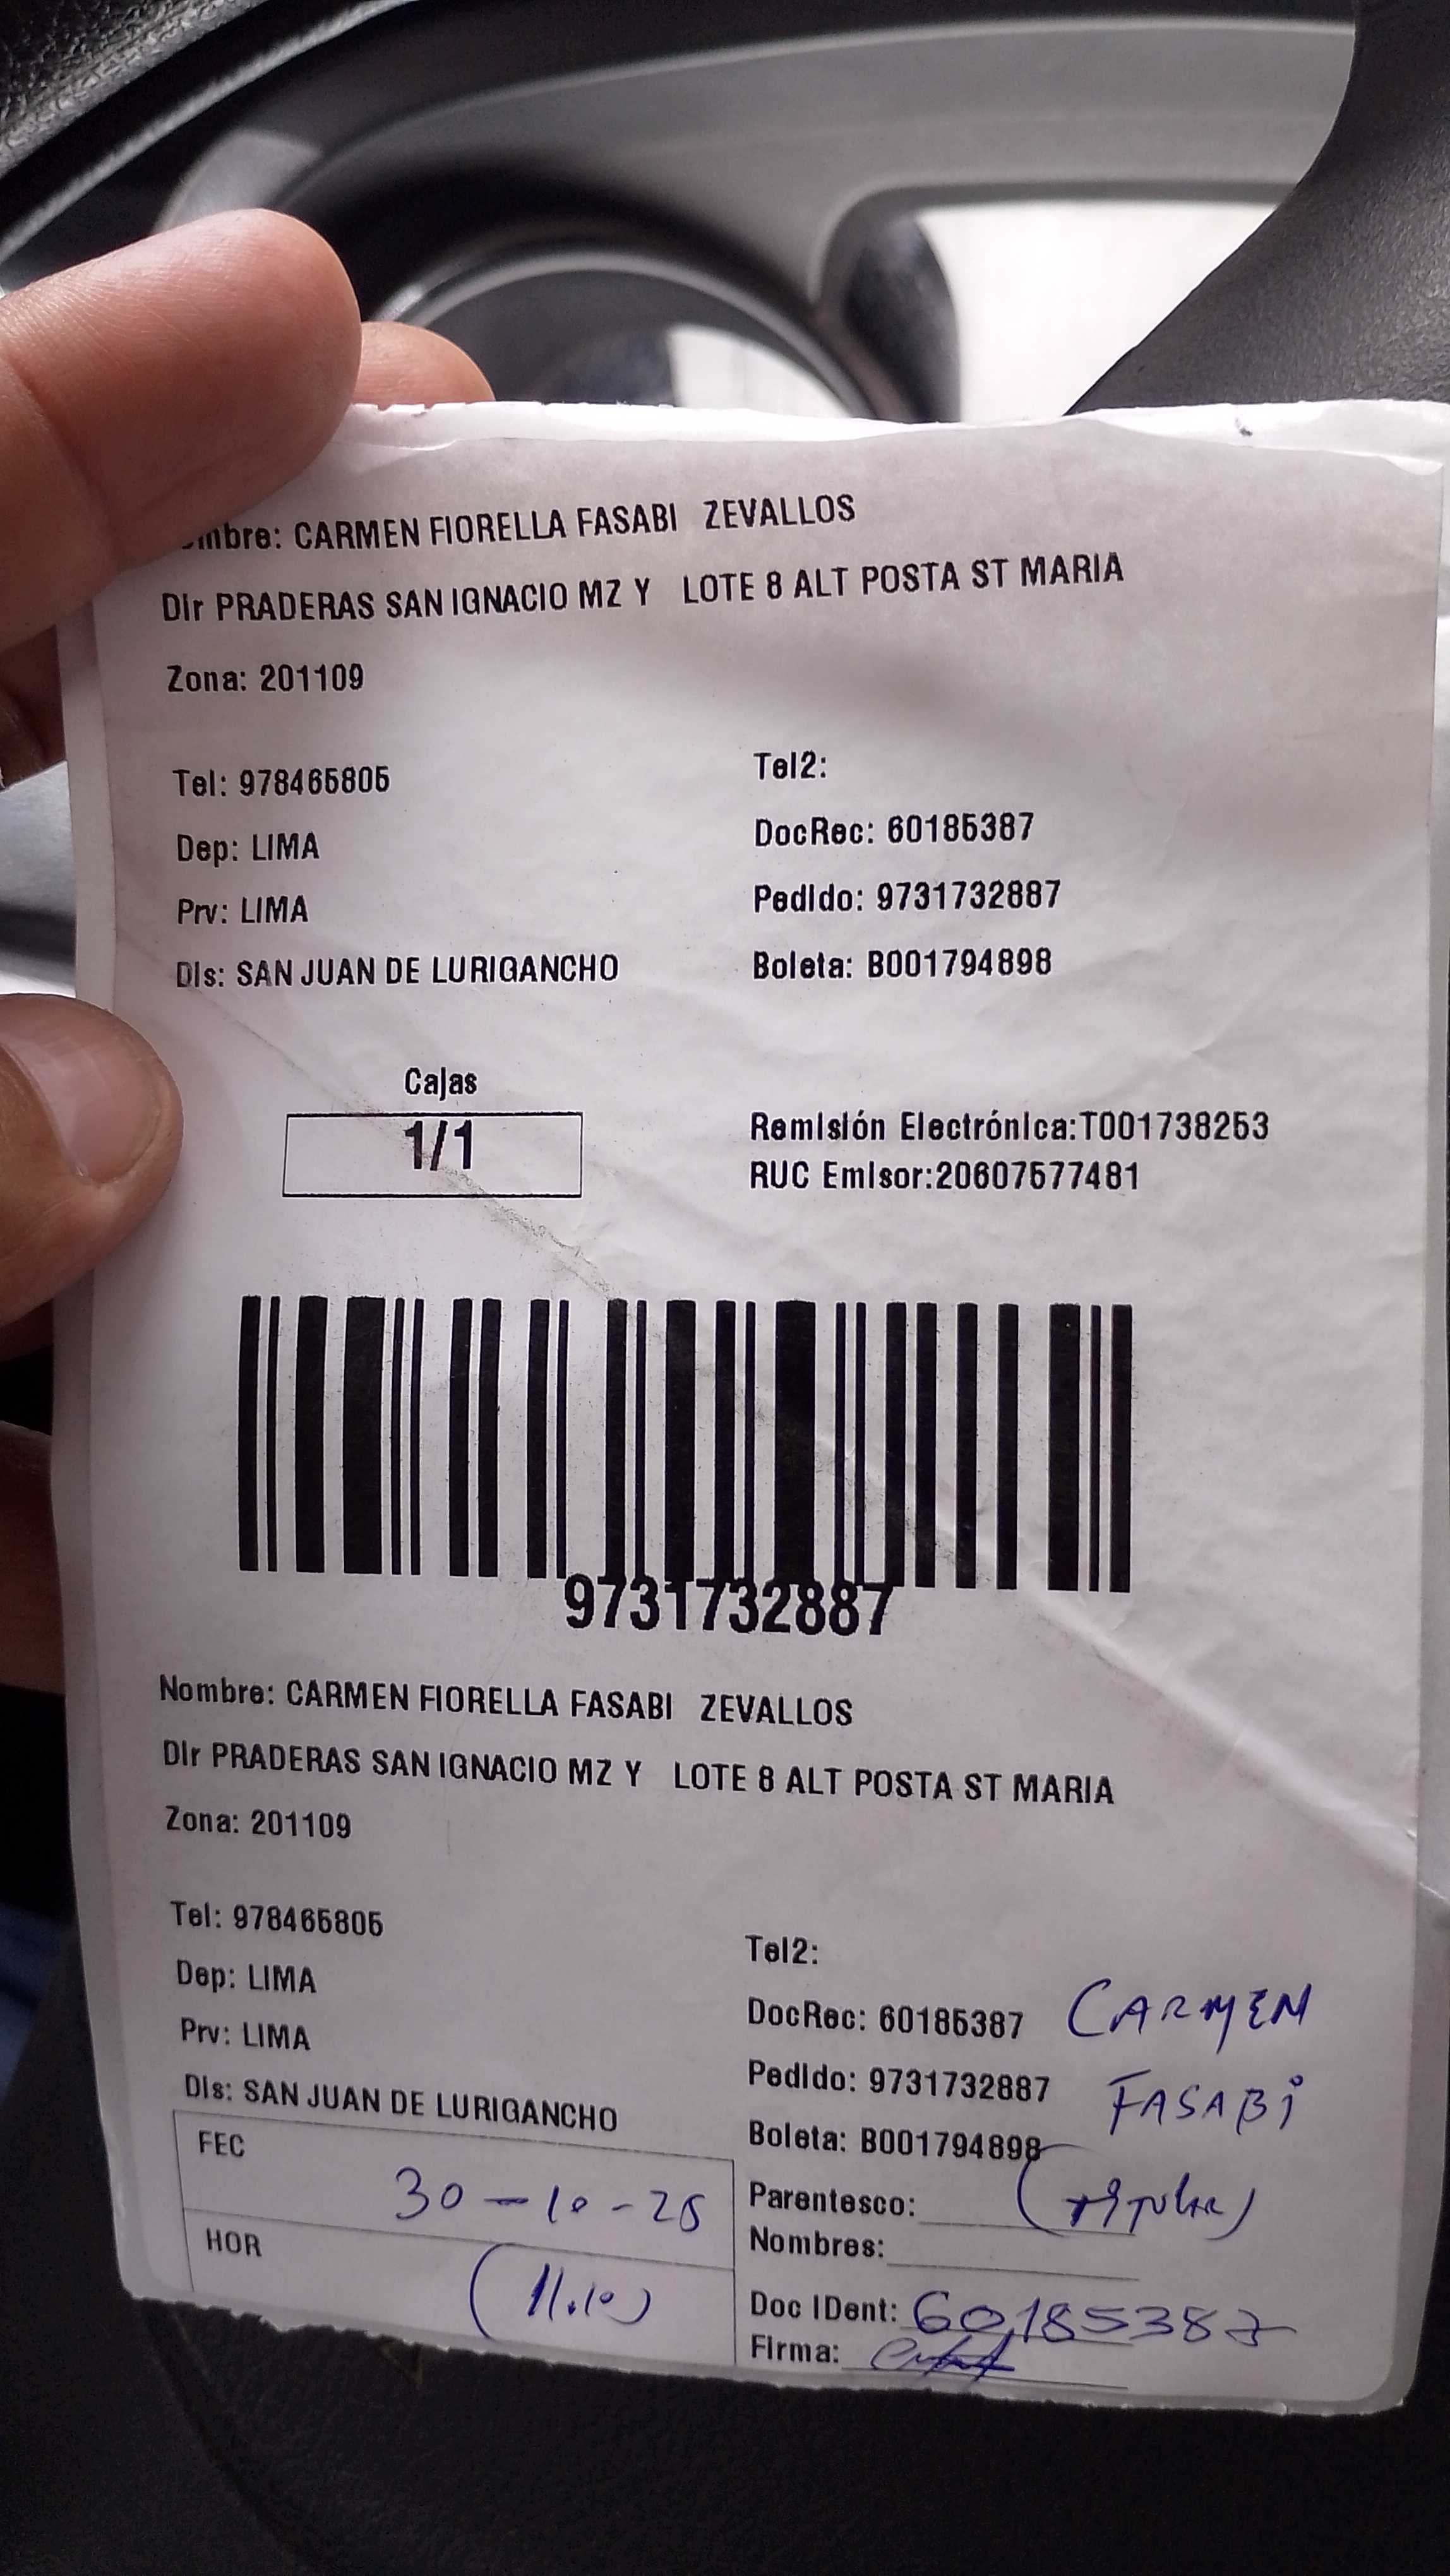 mbre: CARMEN FIORELLA FASABI ZEVALLOS
Dir PRADERAS SAN IGNACIO MZ Y LOTE 8 ALT POSTA ST MARIA
Zona: 201109
Tel: 978465805
Tel2:
Dep: LIMA
DocRec: 60185387
Prv: LIMA
Pedido: 9731732887
Dis: SAN JUAN DE LURIGANCHO
Boleta: B001794898
Cajas
1/1
Remisión Electrónica:T001738253
RUC Emisor:20607577481
9731732887
Nombre: CARMEN FIORELLA FASABI ZEVALLOS
Dir PRADERAS SAN IGNACIO MZ Y LOTE 8 ALT POSTA ST MARIA
Zona: 201109
Tel: 978465805
Tel2:
Dep: LIMA
DocRec: 60185387 CARMEN
Prv: LIMA
Pedido: 9731732887 FASABI
Dis: SAN JUAN DE LURIGANCHO
Boleta: B001794898
FEC 30-10-25
Parentesco: (titular)
HOR (11.10)
Nombres:
Doc IDent: 60185387
Firma: